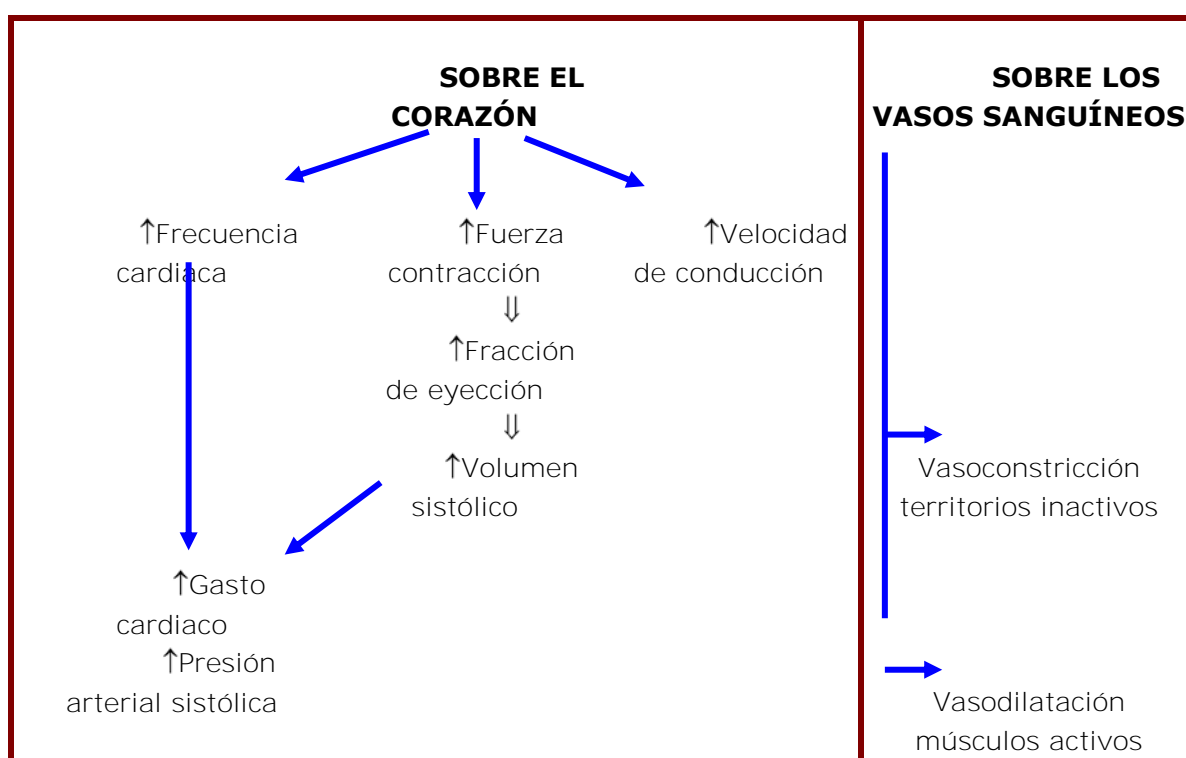 SOBRE EL
CORAZÓN
↑Frecuencia
cardiaca
↑Fuerza
contracción
↑Velocidad
de conducción
⇓
↑Fracción
de eyección
⇓
↑Volumen
sistólico
↑Gasto
cardiaco
↑Presión
arterial sistólica
SOBRE LOS
VASOS SANGUÍNEOS
Vasoconstricción
territorios inactivos
Vasodilatación
músculos activos